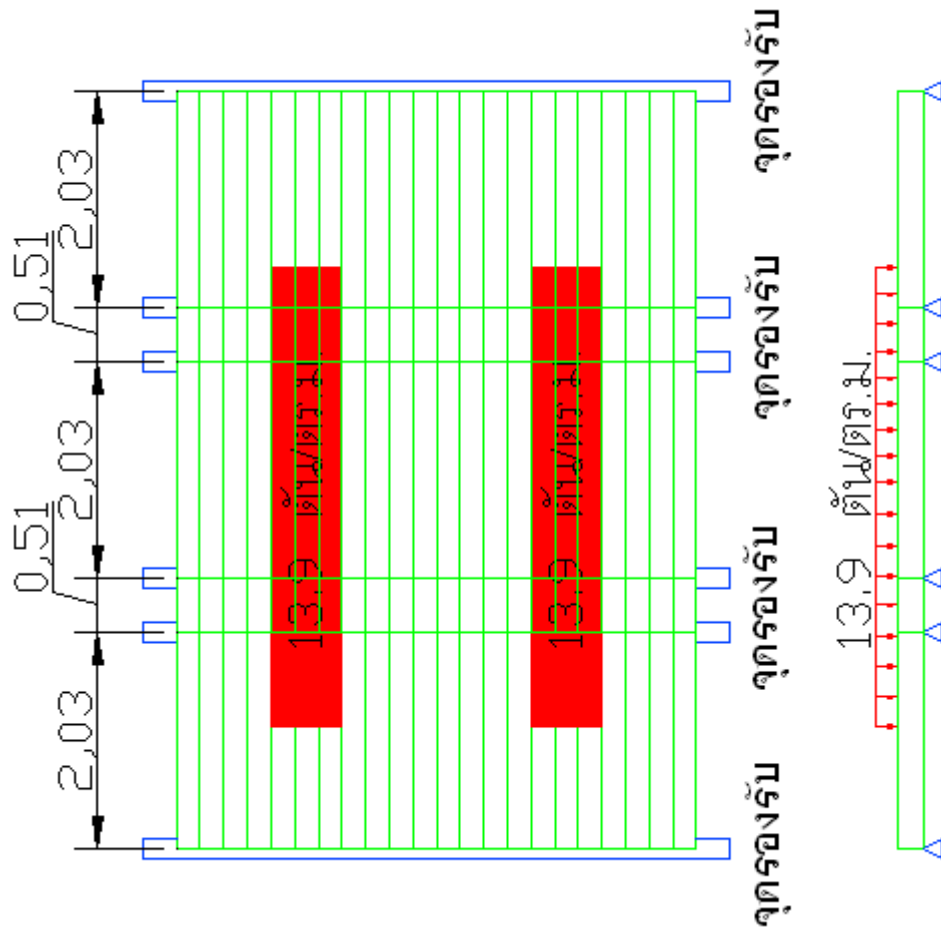 2,03
0,51
2,03
0,51
2,03
13.9 ตัน/ตร.ม.
13.9 ตัน/ตร.ม.
จุดรองรับ
จุดรองรับ
จุดรองรับ
จุดรองรับ
13.9 ตัน/ตร.ม.